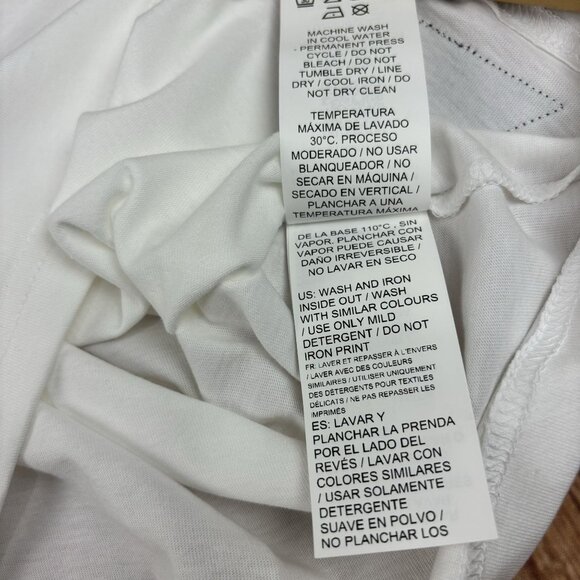 MACHINE WASH
IN COOL WATER
- PERMANENT PRESS
CYCLE / DO NOT
BLEACH / DO NOT
TUMBLE DRY / LINE
DRY / COOL IRON / DO
NOT DRY CLEAN
TEMPERATURA
MÁXIMA DE LAVADO
30°C. PROCESO
MODERADO / NO USAR
BLANQUEADOR / NO
SECAR EN MÁQUINA /
SECADO EN VERTICAL /
PLANCHAR A UNA
TEMPERATURA MÁXIMA
DE LA BASE 110°C , SIN
VAPOR. PLANCHAR CON
VAPOR PUEDE CAUSAR
DAÑO IRREVERSIBLE /
NO LAVAR EN SECO
US: WASH AND IRON
INSIDE OUT / WASH
WITH SIMILAR COLOURS
/ USE ONLY MILD
DETERGENT / DO NOT
IRON PRINT
FR: LAVER ET REPASSER À L'ENVERS
/ LAVER AVEC DES COULEURS
SIMILAIRES / UTILISER UNIQUEMENT
DES DÉTERGENTS POUR TEXTILES
DÉLICATS / NE PAS REPASSER LES
IMPRIMÉS
ES: LAVAR Y
PLANCHAR LA PRENDA
POR EL LADO DEL
REVÉS / LAVAR CON
COLORES SIMILARES
/ USAR SOLAMENTE
DETERGENTE
SUAVE EN POLVO /
NO PLANCHAR LOS